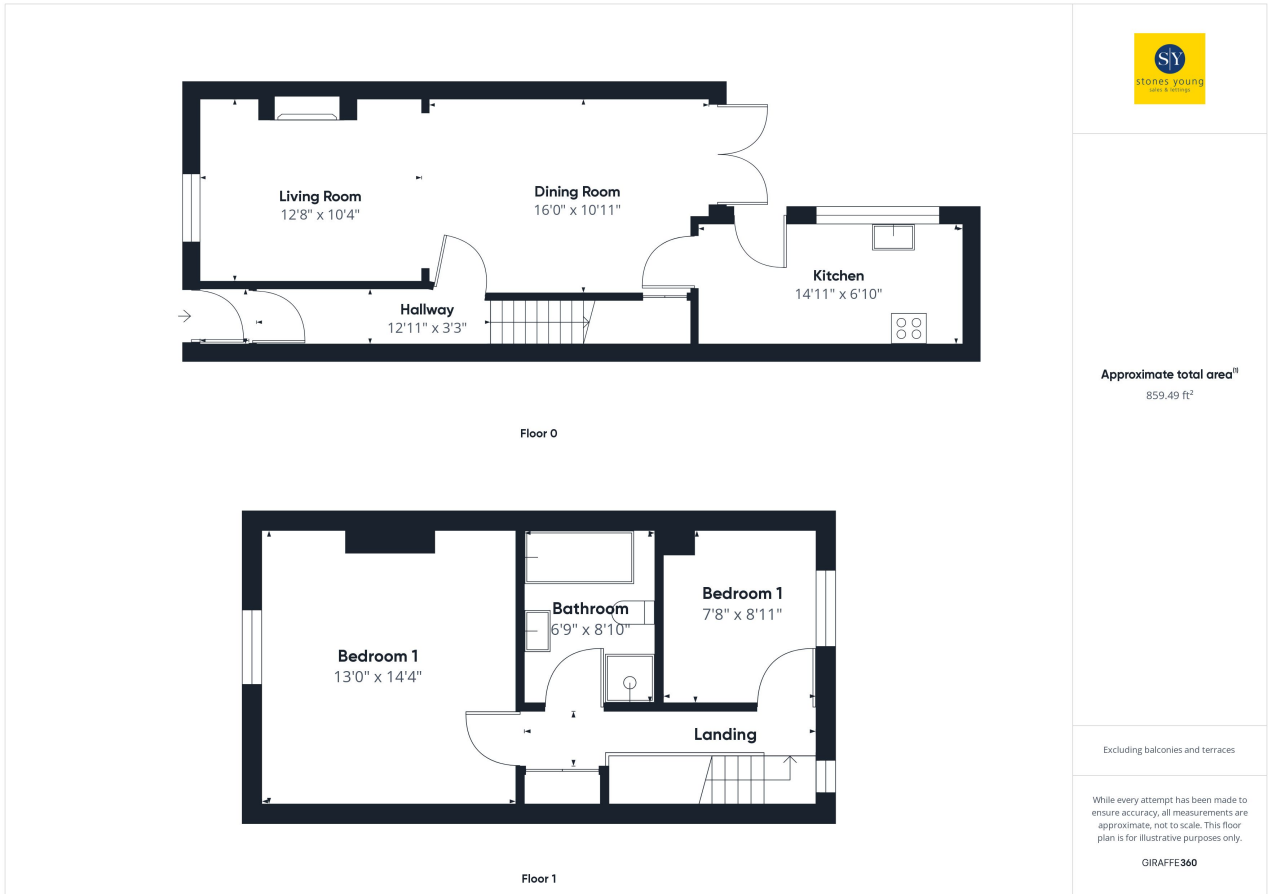 Living Room
12'8" x 10'4"
Dining Room
16'0" x 10'11"
Kitchen
14'11" x 6'10"
Hallway
12'11" x 3'3"
Floor 0
Bedroom 1
13'0" x 14'4"
Bathroom
6'9" x 8'10"
Bedroom 1
7'8" x 8'11"
Landing
Floor 1
S|Y
stones young
sales & lettings
Approximate total area⁽¹⁾
859.49 ft²
Excluding balconies and terraces
While every attempt has been made to
ensure accuracy, all measurements are
approximate, not to scale. This floor
plan is for illustrative purposes only.
GIRAFFE360